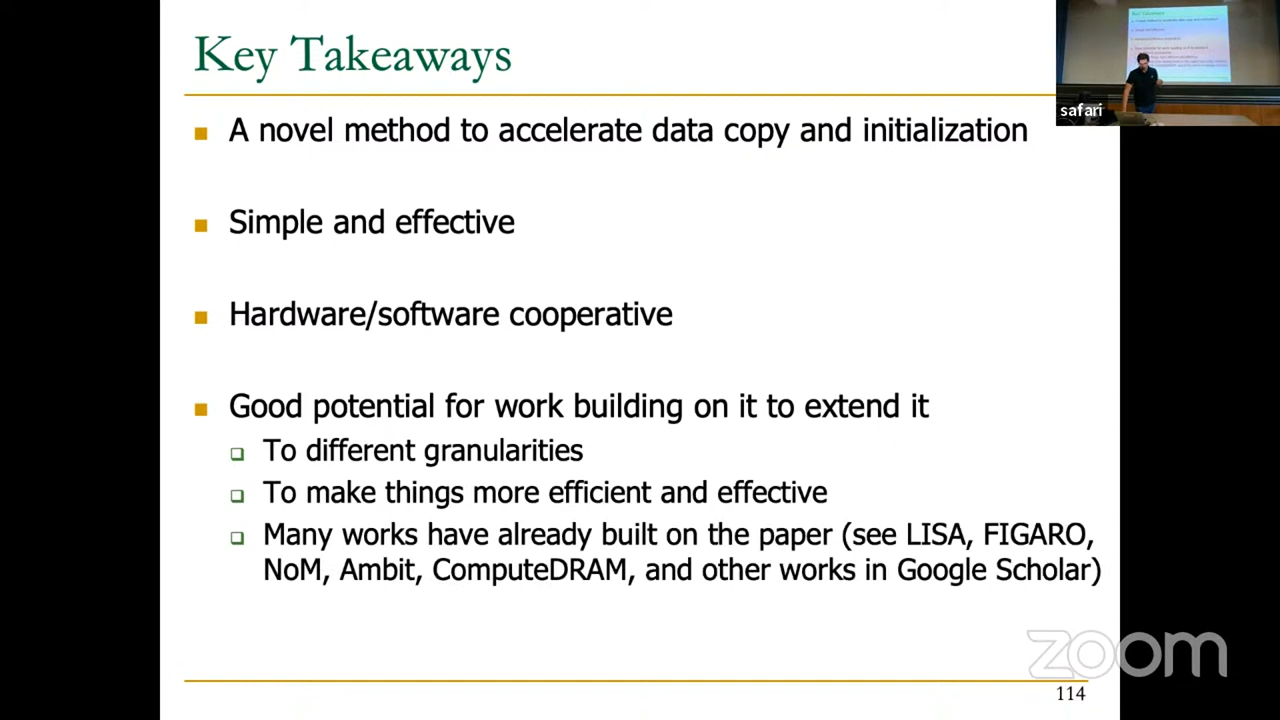 Key Takeaways
safari
A novel method to accelerate data copy and initialization
Simple and effective
Hardware/software cooperative
Good potential for work building on it to extend it
To different granularities
To make things more efficient and effective
Many works have already built on the paper (see LISA, FIGARO,
NoM, Ambit, ComputeDRAM, and other works in Google Scholar)
zoom
114